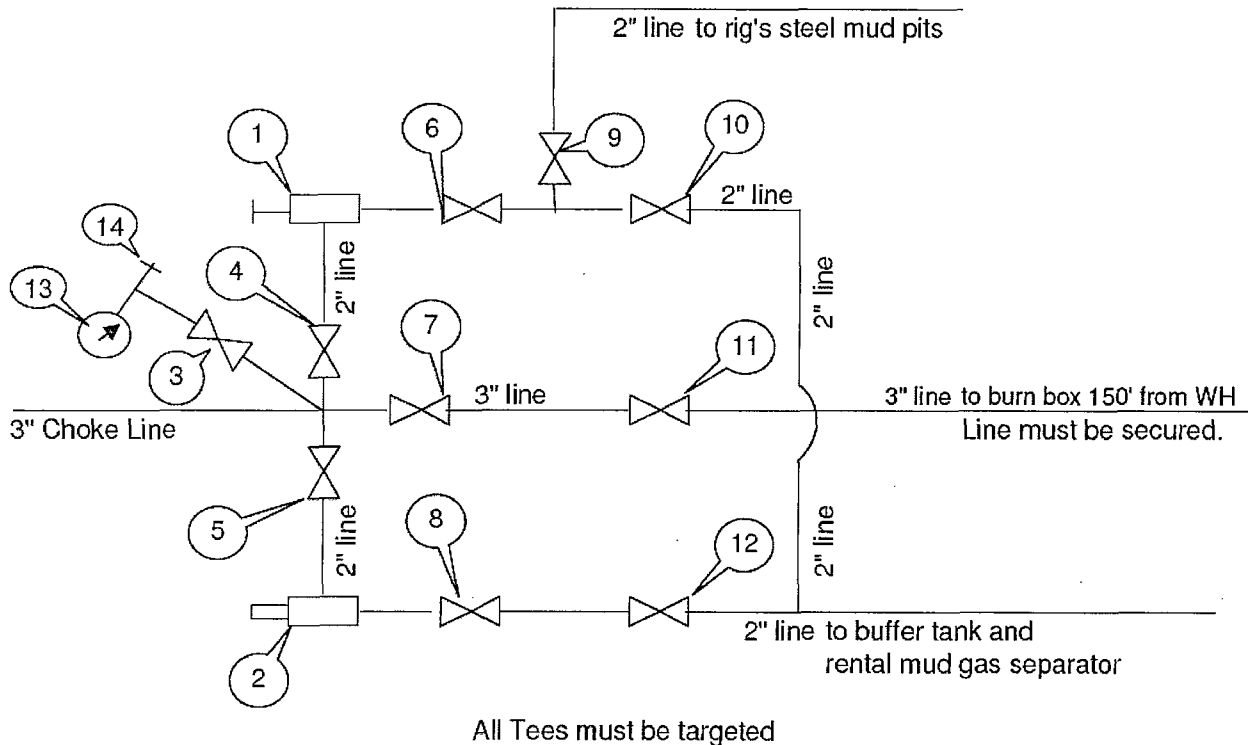 2" line to rig's steel mud pits
1
6
9
10
2" line
14
2" line
4
2" line
13
7
11
3
3" line
3" line to burn box 150' from WH
3" Choke Line
Line must be secured.
5
2" line
8
12
2" line
2
2" line to buffer tank and
rental mud gas separator
All Tees must be targeted